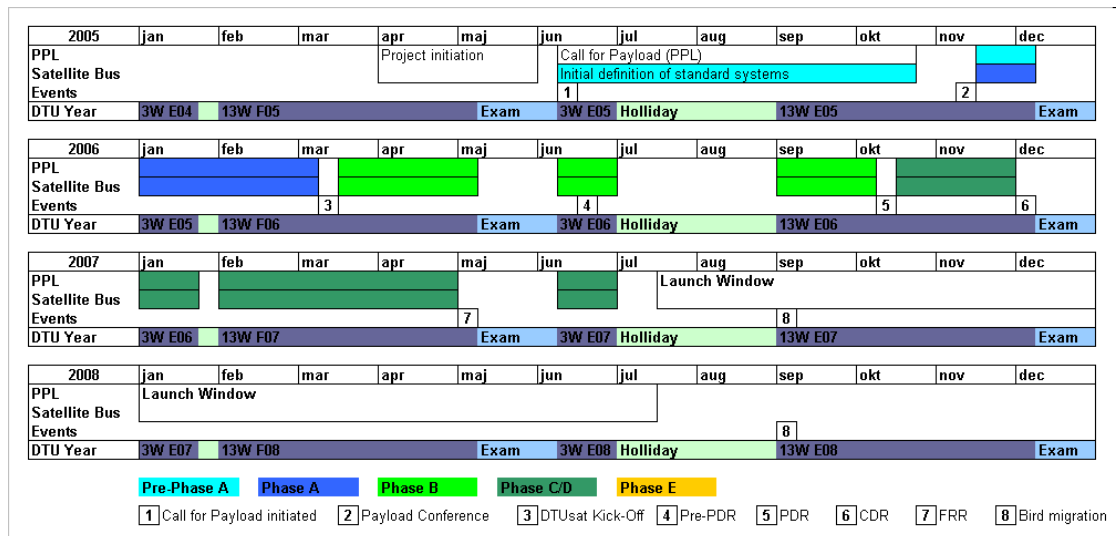 2005 jan feb mar apr maj jun jul aug sep okt nov dec
PPL Project initiation Call for Payload (PPL)
Satellite Bus Initial definition of standard systems
Events 1 2
DTU Year 3W E04 13W F05 Exam 3W E05 Holliday 13W E05 Exam
2006 jan feb mar apr maj jun jul aug sep okt nov dec
PPL
Satellite Bus
Events 3 4 5 6
DTU Year 3W E05 13W F06 Exam 3W E06 Holliday 13W E06 Exam
2007 jan feb mar apr maj jun jul aug sep okt nov dec
PPL Launch Window
Satellite Bus
Events 7 8
DTU Year 3W E06 13W F07 Exam 3W E07 Holliday 13W E07 Exam
2008 jan feb mar apr maj jun jul aug sep okt nov dec
PPL Launch Window
Satellite Bus
Events 8
DTU Year 3W E07 13W F08 Exam 3W E08 Holliday 13W E08 Exam
Pre-Phase A Phase A Phase B Phase C/D Phase E
1 Call for Payload initiated 2 Payload Conference 3 DTUsat Kick-Off 4 Pre-PDR 5 PDR 6 CDR 7 FRR 8 Bird migration